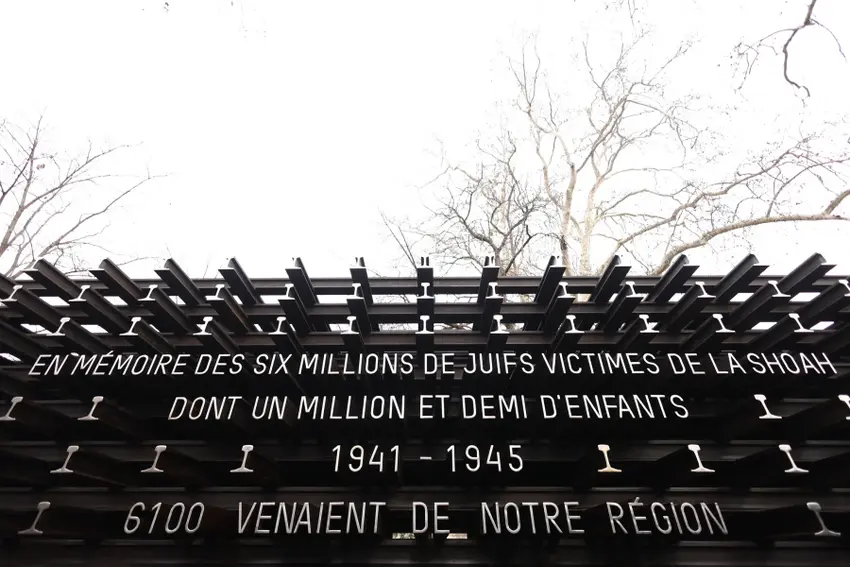 EN MÉMOIRE DES SIX MILLIONS DE JUIFS VICTIMES DE LA SHOAH
DONT UN MILLION ET DEMI D'ENFANTS
1941 - 1945
6100 VENAIENT DE NOTRE RÉGION